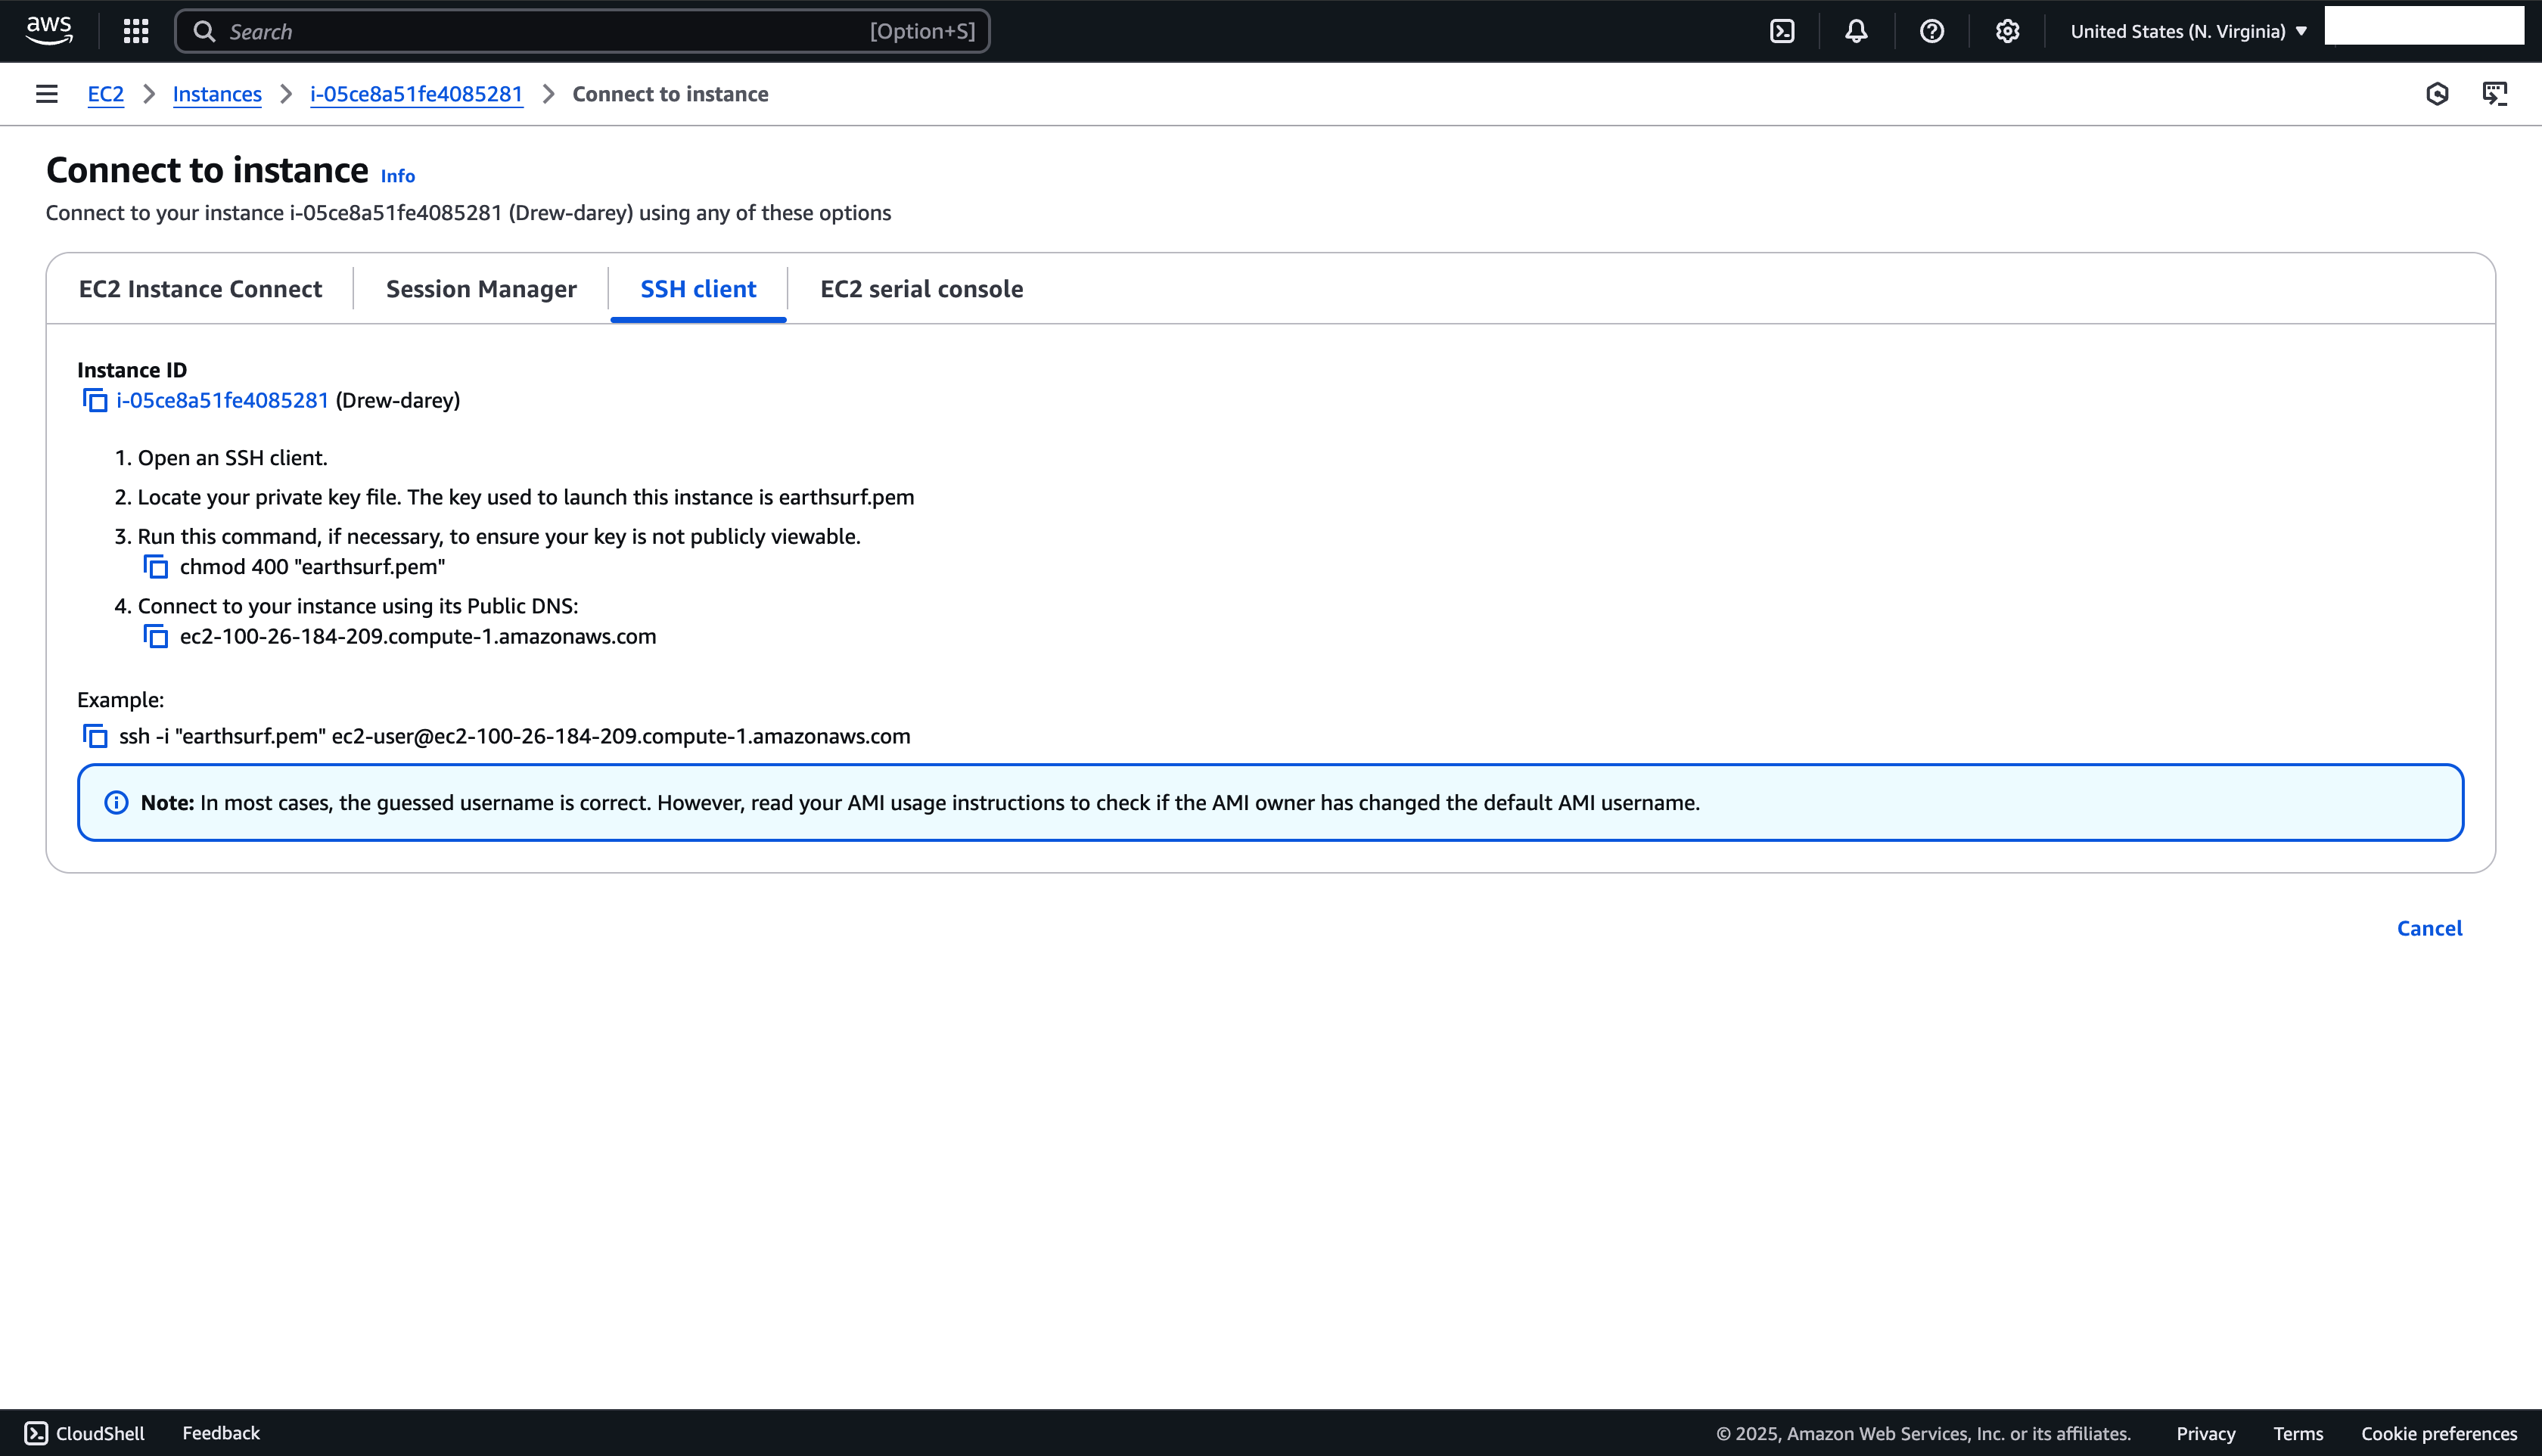 aws
Search [Option+S]
United States (N. Virginia)
EC2 Instances i-05ce8a51fe4085281 Connect to instance
Connect to instance Info
Connect to your instance i-05ce8a51fe4085281 (Drew-darey) using any of these options
EC2 Instance Connect Session Manager SSH client EC2 serial console
Instance ID
i-05ce8a51fe4085281 (Drew-darey)
1. Open an SSH client.
2. Locate your private key file. The key used to launch this instance is earthsurf.pem
3. Run this command, if necessary, to ensure your key is not publicly viewable.
chmod 400 "earthsurf.pem"
4. Connect to your instance using its Public DNS:
ec2-100-26-184-209.compute-1.amazonaws.com
Example:
ssh -i "earthsurf.pem" ec2-user@ec2-100-26-184-209.compute-1.amazonaws.com
Note: In most cases, the guessed username is correct. However, read your AMI usage instructions to check if the AMI owner has changed the default AMI username.
Cancel
CloudShell Feedback © 2025, Amazon Web Services, Inc. or its affiliates. Privacy Terms Cookie preferences